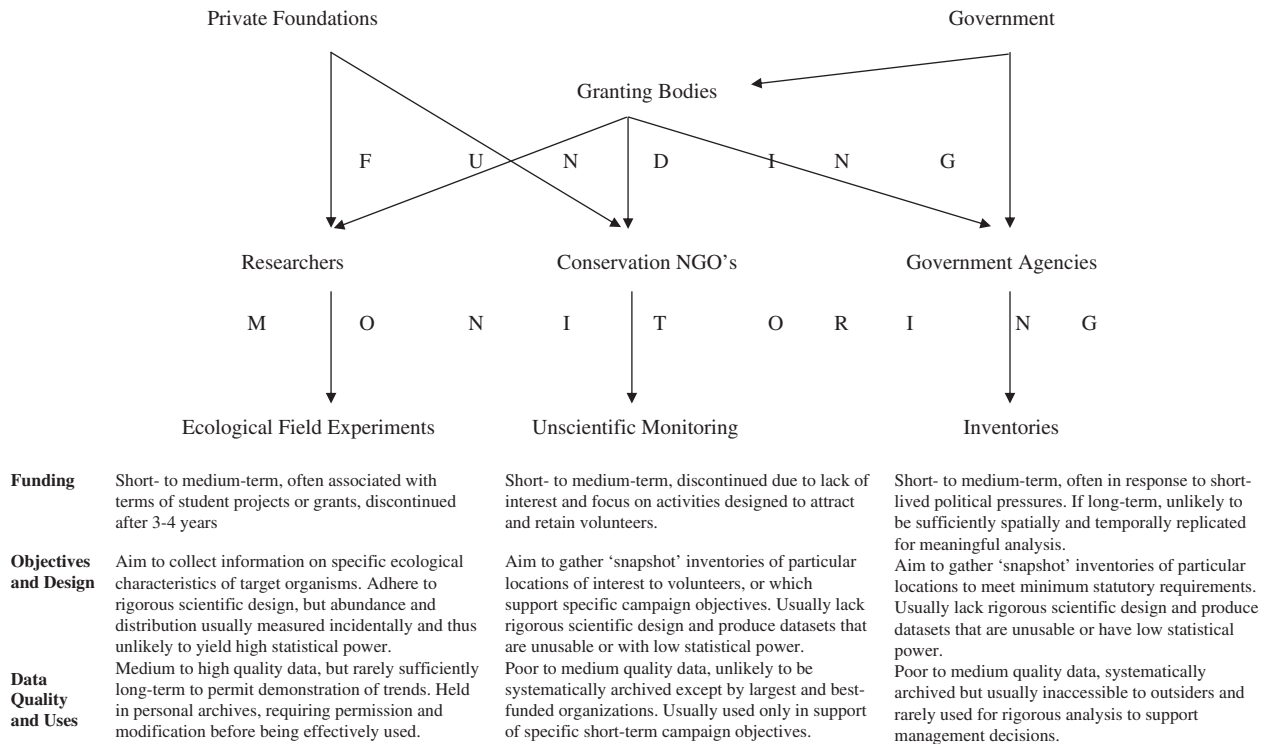 Private Foundations
Government
Granting Bodies
F U N D I N G
Researchers
Conservation NGO's
Government Agencies
M O N I T O R I N G
Ecological Field Experiments
Unscientific Monitoring
Inventories
Funding
Short- to medium-term, often associated with
terms of student projects or grants, discontinued
after 3-4 years
Short- to medium-term, discontinued due to lack of
interest and focus on activities designed to attract
and retain volunteers.
Short- to medium-term, often in response to short-
lived political pressures. If long-term, unlikely to
be sufficiently spatially and temporally replicated
for meaningful analysis.
Objectives
and Design
Aim to collect information on specific ecological
characteristics of target organisms. Adhere to
rigorous scientific design, but abundance and
distribution usually measured incidentally and thus
unlikely to yield high statistical power.
Aim to gather ‘snapshot’ inventories of particular
locations of interest to volunteers, or which
support specific campaign objectives. Usually lack
rigorous scientific design and produce datasets that
are unusable or with low statistical power.
Aim to gather ‘snapshot’ inventories of particular
locations to meet minimum statutory requirements.
Usually lack rigorous scientific design and produce
datasets that are unusable or have low statistical
power.
Data
Quality
and Uses
Medium to high quality data, but rarely sufficiently
long-term to permit demonstration of trends. Held
in personal archives, requiring permission and
modification before being effectively used.
Poor to medium quality data, unlikely to be
systematically archived except by largest and best-
funded organizations. Usually used only in support
of specific short-term campaign objectives.
Poor to medium quality data, systematically
archived but usually inaccessible to outsiders and
rarely used for rigorous analysis to support
management decisions.